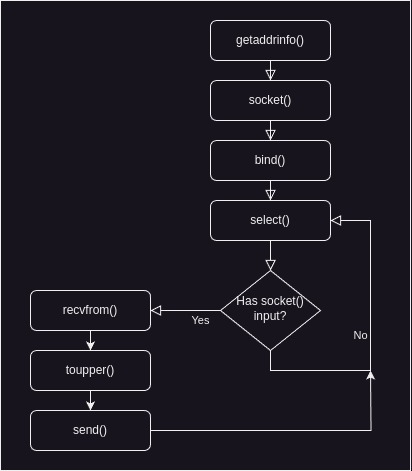 getaddrinfo()
socket()
bind()
select()
Has socket()
input?
Yes
No
recvfrom()
toupper()
send()